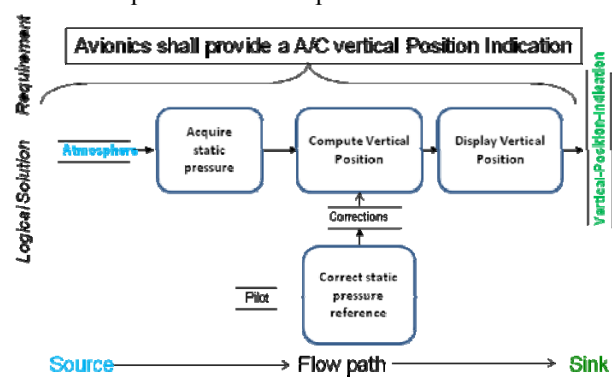 Avionics shall provide a A/C vertical Position Indication
Requirement
Logical Solution
Atmosphere
Acquire
static
pressure
Compute Vertical
Position
Display Vertical
Position
Vertical-Position-Indication
Corrections
Pilot
Correct static
pressure
reference
Source
Flow path
Sink